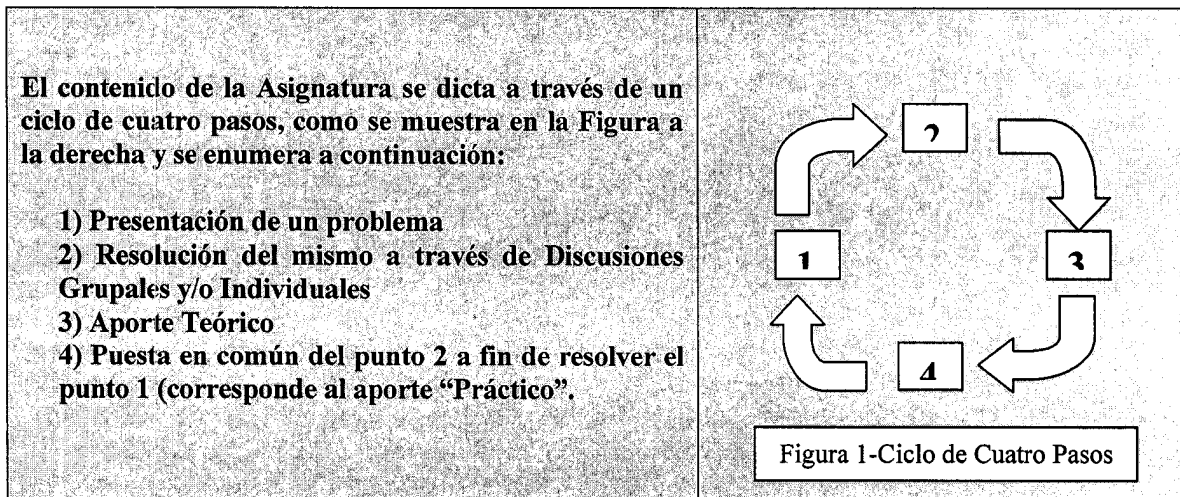 El contenido de la Asignatura se dicta a través de un
ciclo de cuatro pasos, como se muestra en la Figura a
la derecha y se enumera a continuación:
1) Presentación de un problema
2) Resolución del mismo a través de Discusiones
Grupales y/o Individuales
3) Aporte Teórico
4) Puesta en común del punto 2 a fin de resolver el
punto 1 (corresponde al aporte “Práctico”.
2
1
3
4
Figura 1-Ciclo de Cuatro Pasos